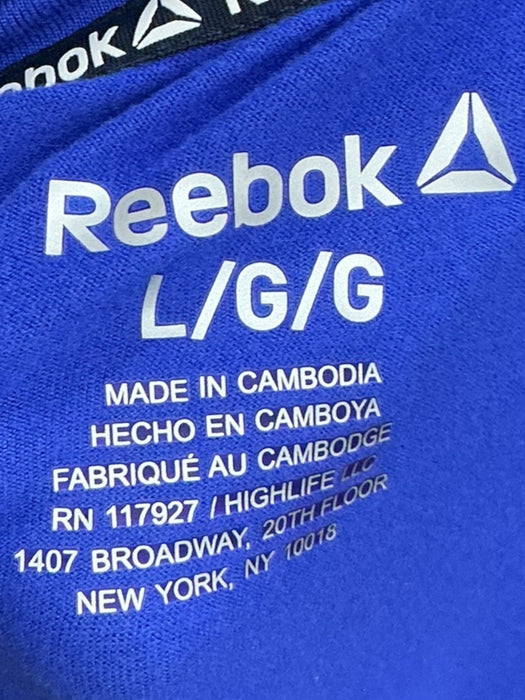 Reebok
Reebok
L/G/G
MADE IN CAMBODIA
HECHO EN CAMBOYA
FABRIQUÉ AU CAMBODGE
RN 117927 / HIGHLIFE LLC
1407 BROADWAY, 20TH FLOOR
NEW YORK, NY 10018